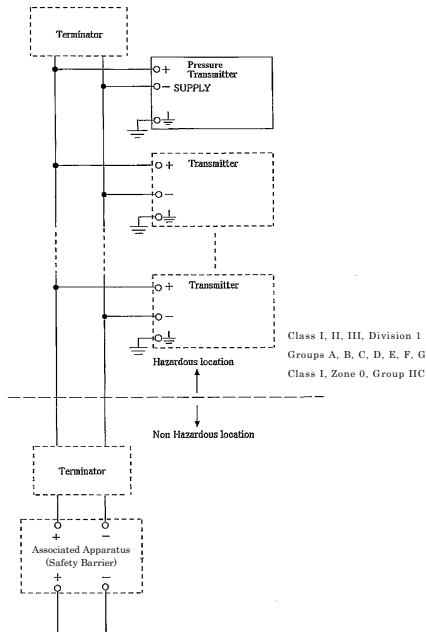 Terminator
+ Pressure
Transmitter
− SUPPLY
+ Transmitter
−
+ Transmitter
−
Class I, II, III, Division 1
Groups A, B, C, D, E, F, G
Hazardous location
Class I, Zone 0, Group IIC
Non Hazardous location
Terminator
+ −
Associated Apparatus
(Safety Barrier)
+ −